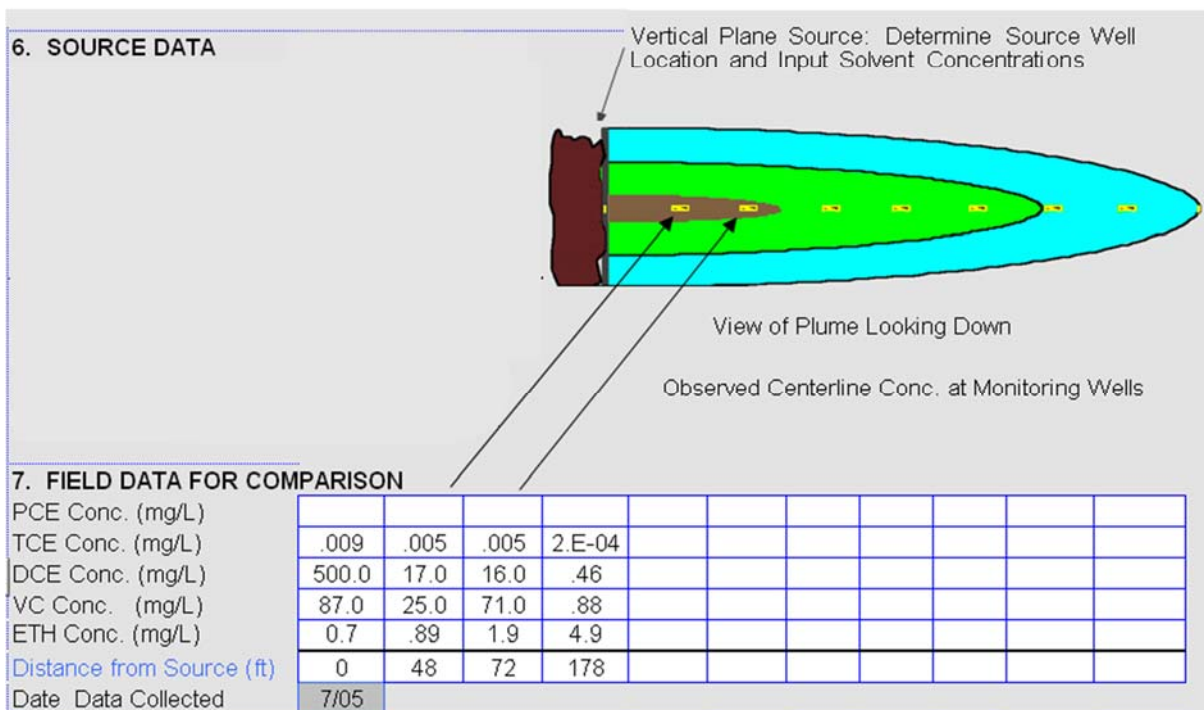 6. SOURCE DATA
Vertical Plane Source: Determine Source Well
Location and Input Solvent Concentrations
View of Plume Looking Down
Observed Centerline Conc. at Monitoring Wells
7. FIELD DATA FOR COMPARISON
PCE Conc. (mg/L)
TCE Conc. (mg/L) .009 .005 .005 2.E-04
DCE Conc. (mg/L) 500.0 17.0 16.0 .46
VC Conc. (mg/L) 87.0 25.0 71.0 .88
ETH Conc. (mg/L) 0.7 .89 1.9 4.9
Distance from Source (ft) 0 48 72 178
Date Data Collected 7/05